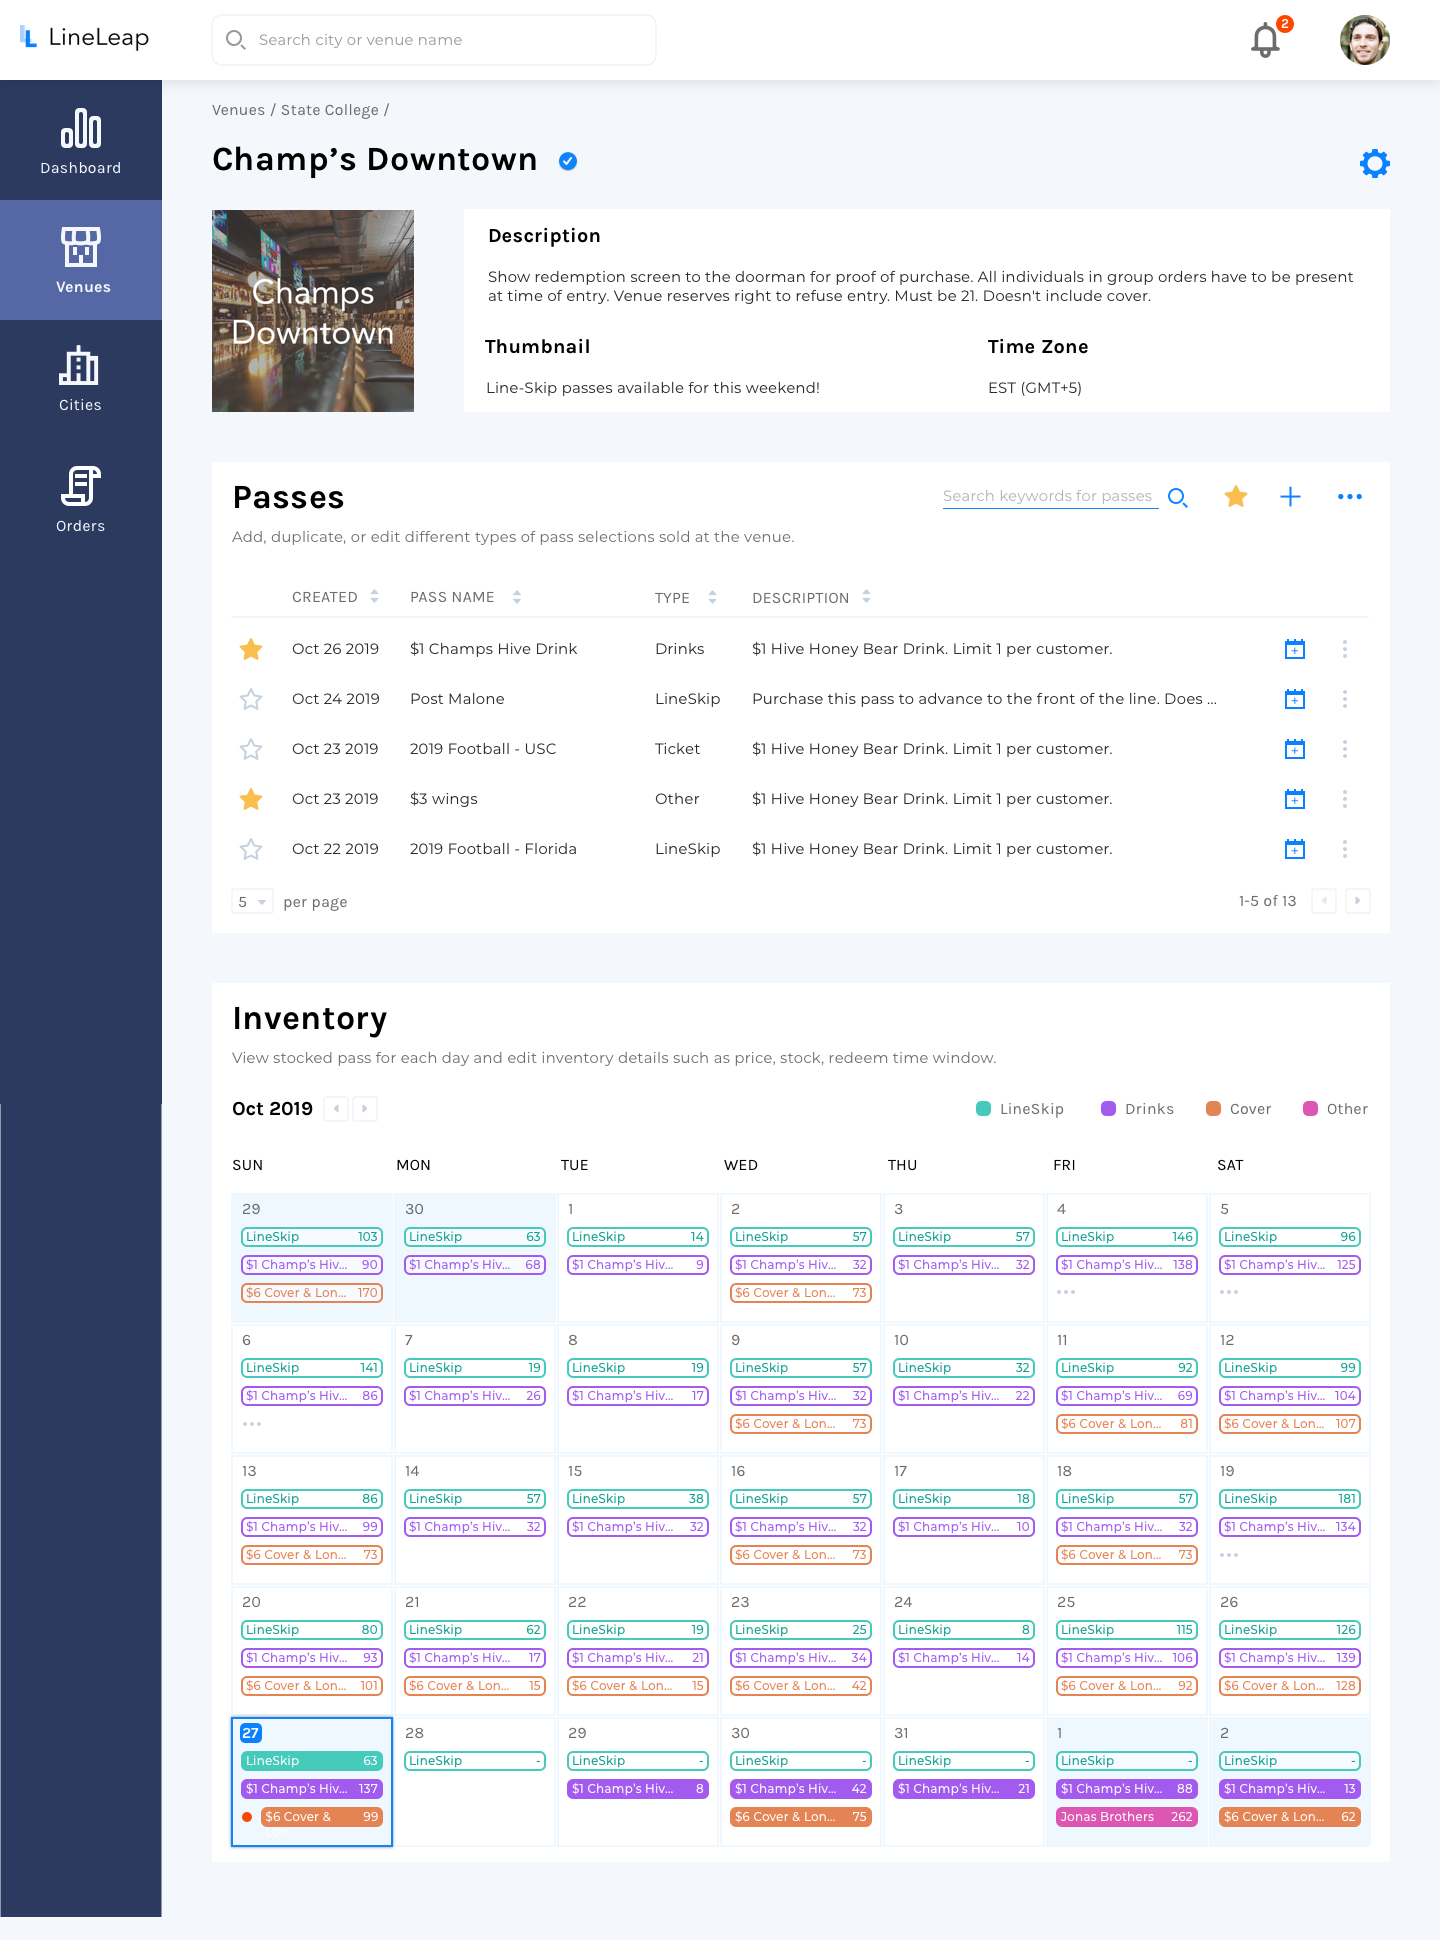 LineLeap
Search city or venue name
2
Dashboard
Venues
Cities
Orders
Venues / State College /
Champ’s Downtown
Champs
Downtown
Description
Show redemption screen to the doorman for proof of purchase. All individuals in group orders have to be present
at time of entry. Venue reserves right to refuse entry. Must be 21. Doesn't include cover.
Thumbnail Time Zone
Line-Skip passes available for this weekend! EST (GMT+5)
Passes
Search keywords for passes
Add, duplicate, or edit different types of pass selections sold at the venue.
CREATED PASS NAME TYPE DESCRIPTION
Oct 26 2019 $1 Champs Hive Drink Drinks $1 Hive Honey Bear Drink. Limit 1 per customer.
Oct 24 2019 Post Malone LineSkip Purchase this pass to advance to the front of the line. Does ...
Oct 23 2019 2019 Football - USC Ticket $1 Hive Honey Bear Drink. Limit 1 per customer.
Oct 23 2019 $3 wings Other $1 Hive Honey Bear Drink. Limit 1 per customer.
Oct 22 2019 2019 Football - Florida LineSkip $1 Hive Honey Bear Drink. Limit 1 per customer.
5 per page 1-5 of 13
Inventory
View stocked pass for each day and edit inventory details such as price, stock, redeem time window.
Oct 2019 LineSkip Drinks Cover Other
SUN MON TUE WED THU FRI SAT
29 30 1 2 3 4 5
LineSkip 103 LineSkip 63 LineSkip 14 LineSkip 57 LineSkip 57 LineSkip 146 LineSkip 96
$1 Champ’s Hiv... 90 $1 Champ’s Hiv... 68 $1 Champ’s Hiv... 9 $1 Champ’s Hiv... 32 $1 Champ’s Hiv... 32 $1 Champ’s Hiv... 138 $1 Champ’s Hiv... 125
$6 Cover & Lon... 170 $6 Cover & Lon... 73 ... ...
6 7 8 9 10 11 12
LineSkip 141 LineSkip 19 LineSkip 19 LineSkip 57 LineSkip 32 LineSkip 92 LineSkip 99
$1 Champ’s Hiv... 86 $1 Champ’s Hiv... 26 $1 Champ’s Hiv... 17 $1 Champ’s Hiv... 32 $1 Champ’s Hiv... 22 $1 Champ’s Hiv... 69 $1 Champ’s Hiv... 104
... $6 Cover & Lon... 73 $6 Cover & Lon... 81 $6 Cover & Lon... 107
13 14 15 16 17 18 19
LineSkip 86 LineSkip 57 LineSkip 38 LineSkip 57 LineSkip 18 LineSkip 57 LineSkip 181
$1 Champ’s Hiv... 99 $1 Champ’s Hiv... 32 $1 Champ’s Hiv... 32 $1 Champ’s Hiv... 32 $1 Champ’s Hiv... 10 $1 Champ’s Hiv... 32 $1 Champ’s Hiv... 134
$6 Cover & Lon... 73 $6 Cover & Lon... 73 $6 Cover & Lon... 73 ...
20 21 22 23 24 25 26
LineSkip 80 LineSkip 62 LineSkip 19 LineSkip 25 LineSkip 8 LineSkip 115 LineSkip 126
$1 Champ’s Hiv... 93 $1 Champ’s Hiv... 17 $1 Champ’s Hiv... 21 $1 Champ’s Hiv... 34 $1 Champ’s Hiv... 14 $1 Champ’s Hiv... 106 $1 Champ’s Hiv... 139
$6 Cover & Lon... 101 $6 Cover & Lon... 15 $6 Cover & Lon... 15 $6 Cover & Lon... 42 $6 Cover & Lon... 92 $6 Cover & Lon... 128
27 28 29 30 31 1 2
LineSkip 63 LineSkip - LineSkip - LineSkip - LineSkip - LineSkip - LineSkip -
$1 Champ’s Hiv... 137 $1 Champ’s Hiv... 8 $1 Champ’s Hiv... 42 $1 Champ’s Hiv... 21 $1 Champ’s Hiv... 88 $1 Champ’s Hiv... 13
$6 Cover & 99 $6 Cover & Lon... 75 Jonas Brothers 262 $6 Cover & Lon... 62